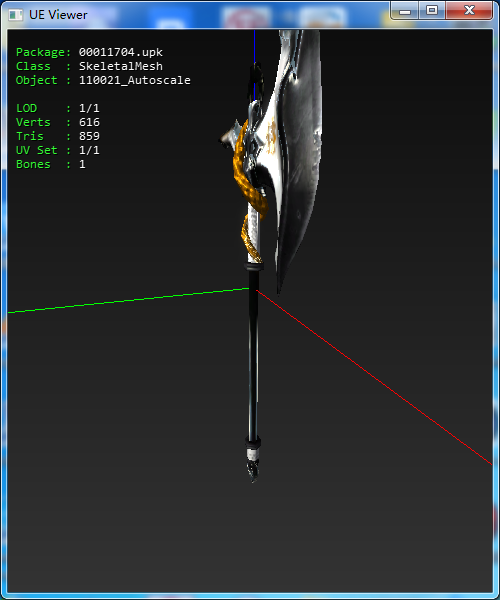 UE Viewer
Package: 00011704.upk
Class : SkeletalMesh
Object : 110021_Autoscale
LOD : 1/1
Verts : 616
Tris : 859
UV Set : 1/1
Bones : 1